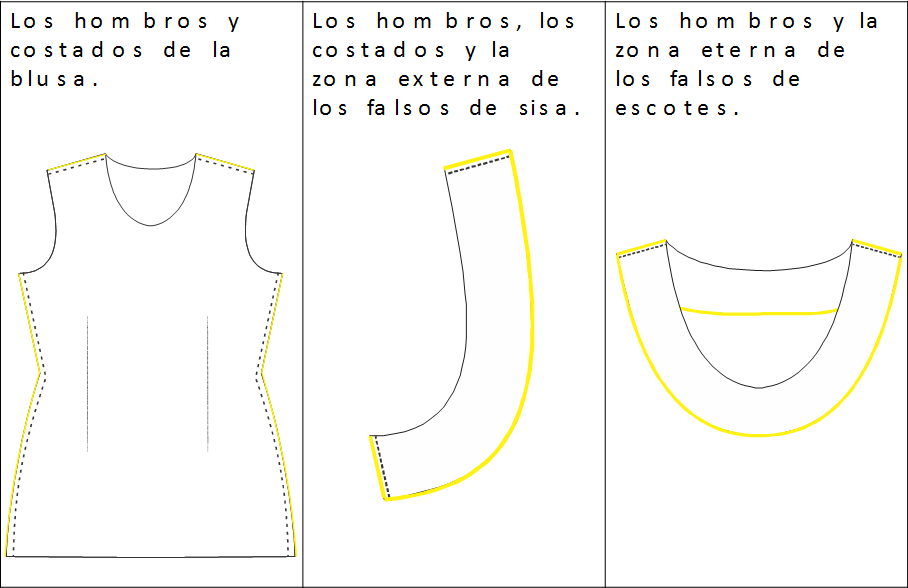 Los hombros y
costados de la
blusa.
Los hombros, los
costados y la
zona externa de
los falsos de sisa.
Los hombros y la
zona eterna de
los falsos de
escotes.